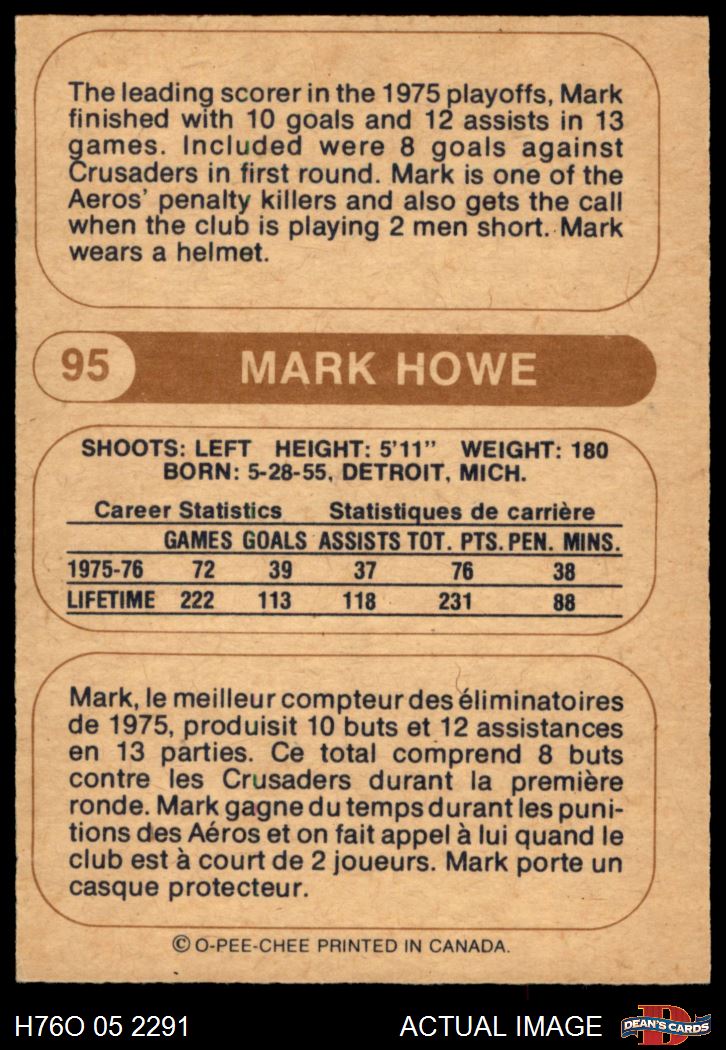 The leading scorer in the 1975 playoffs, Mark
finished with 10 goals and 12 assists in 13
games. Included were 8 goals against
Crusaders in first round. Mark is one of the
Aeros' penalty killers and also gets the call
when the club is playing 2 men short. Mark
wears a helmet.
95 MARK HOWE
SHOOTS: LEFT HEIGHT: 5'11" WEIGHT: 180
BORN: 5-28-55, DETROIT, MICH.
Career Statistics Statistiques de carrière
GAMES GOALS ASSISTS TOT. PTS. PEN. MINS.
1975-76 72 39 37 76 38
LIFETIME 222 113 118 231 88
Mark, le meilleur compteur des éliminatoires
de 1975, produisit 10 buts et 12 assistances
en 13 parties. Ce total comprend 8 buts
contre les Crusaders durant la première
ronde. Mark gagne du temps durant les puni-
tions des Aéros et on fait appel à lui quand le
club est à court de 2 joueurs. Mark porte un
casque protecteur.
© O-PEE-CHEE PRINTED IN CANADA.
H76O 05 2291 ACTUAL IMAGE D DEAN'S CARDS